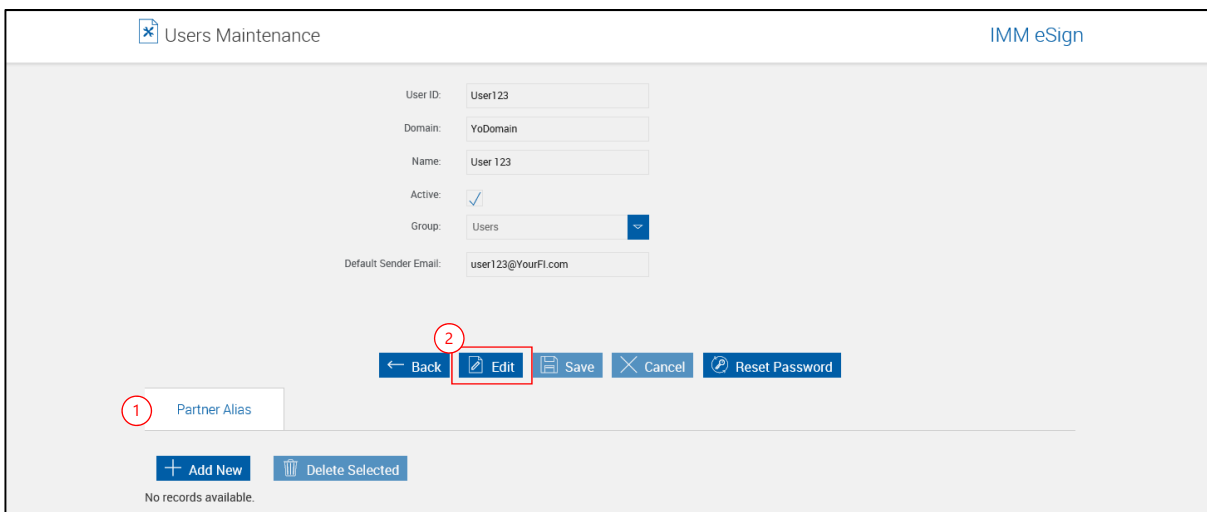 Users Maintenance IMM eSign
User ID: User123
Domain: YoDomain
Name: User 123
Active:
Group: Users
Default Sender Email: user123@YourFI.com
2
Back Edit Save Cancel Reset Password
1 Partner Alias
Add New Delete Selected
No records available.